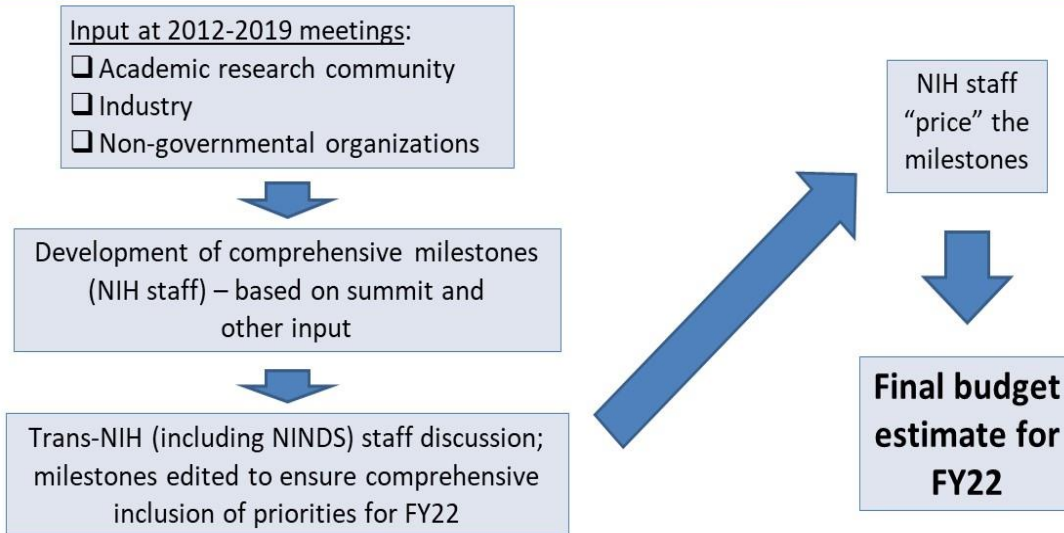 Input at 2012-2019 meetings:
❑ Academic research community
❑ Industry
❑ Non-governmental organizations
Development of comprehensive milestones
(NIH staff) – based on summit and
other input
Trans-NIH (including NINDS) staff discussion;
milestones edited to ensure comprehensive
inclusion of priorities for FY22
NIH staff
“price” the
milestones
Final budget
estimate for
FY22